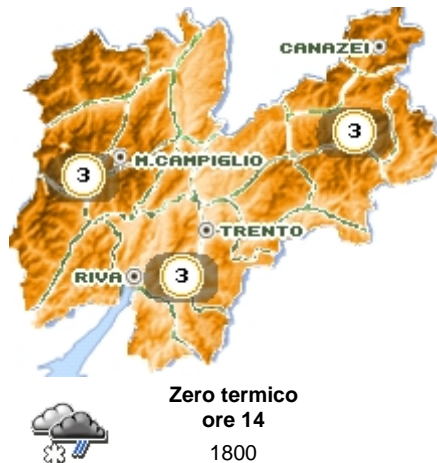 CANAZEI
3
M.CAMPIGLIO
3
TRENTO
RIVA
3
Zero termico
ore 14
1800